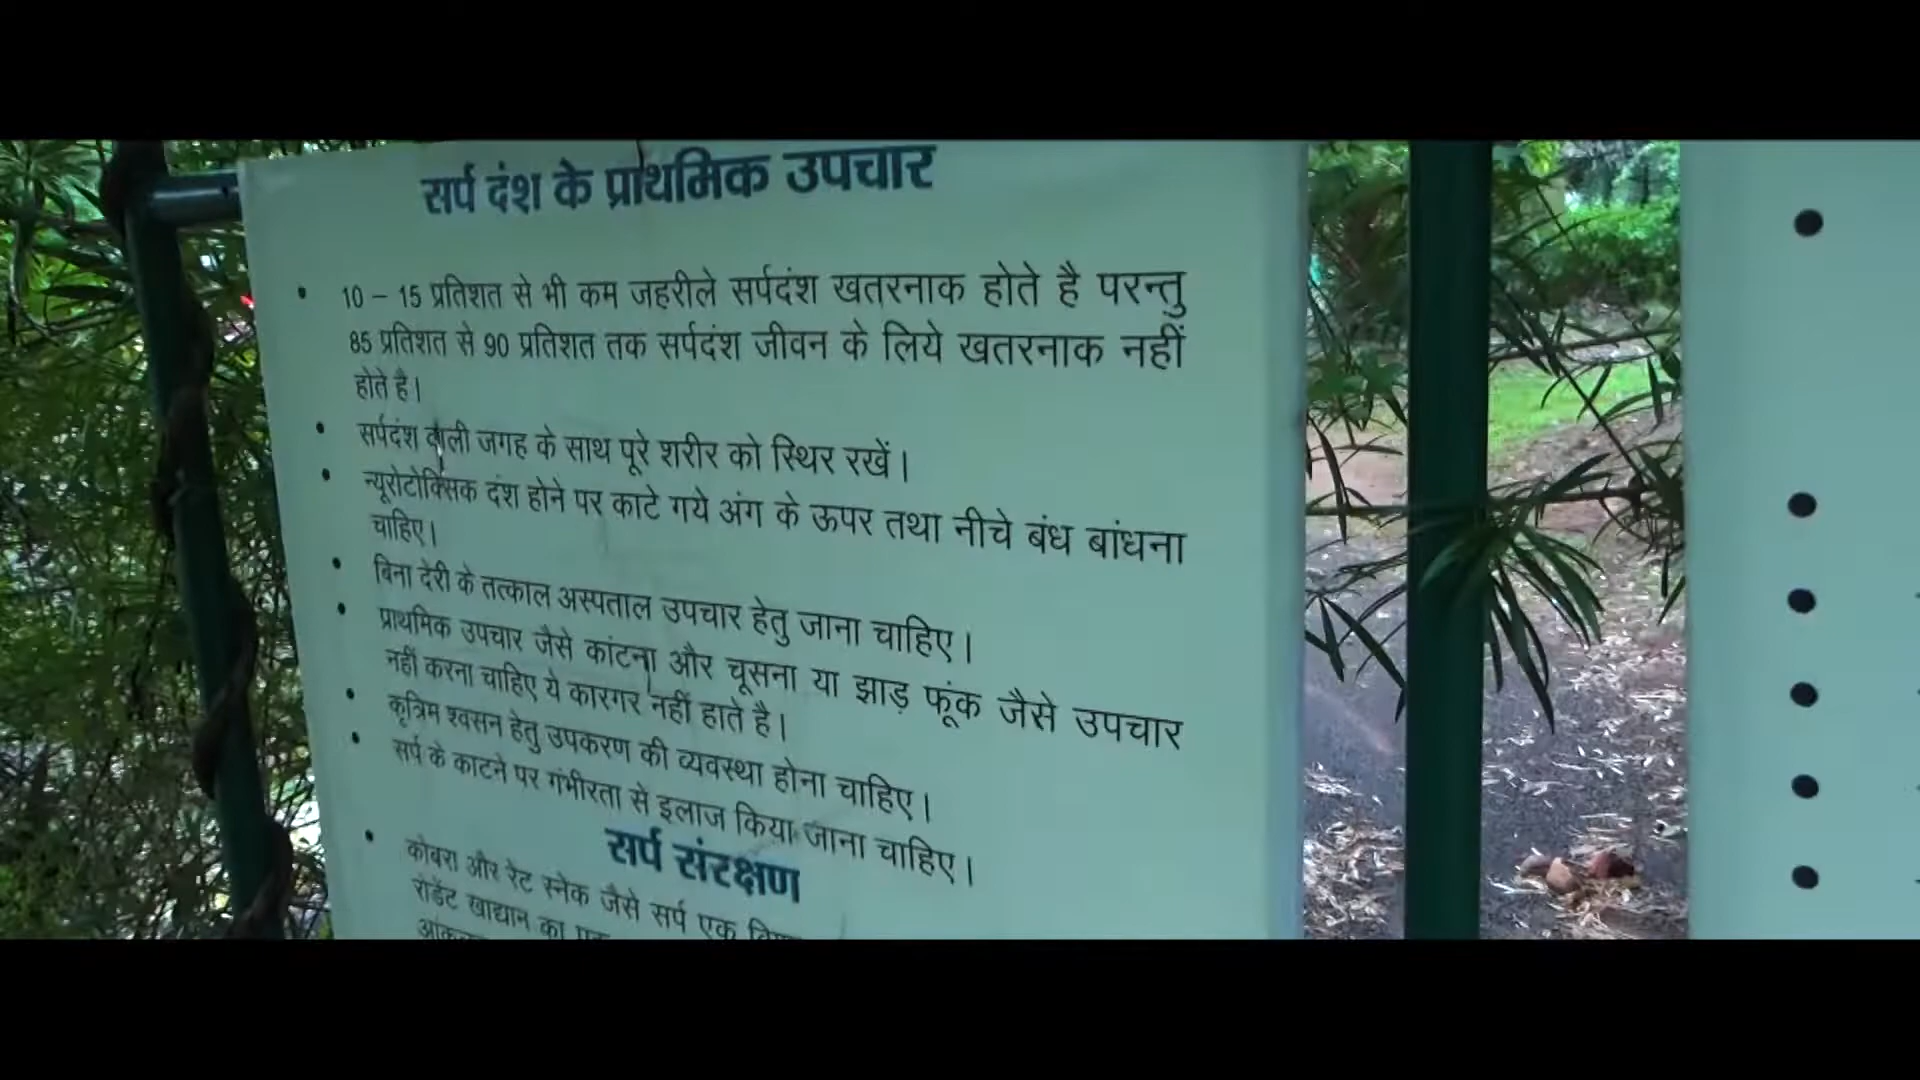 सर्प दंश के प्राथमिक उपचार
• 10 – 15 प्रतिशत से भी कम जहरीले सर्पदंश खतरनाक होते है परन्तु
85 प्रतिशत से 90 प्रतिशत तक सर्पदंश जीवन के लिये खतरनाक नहीं
होते है।
• सर्पदंश वाली जगह के साथ पूरे शरीर को स्थिर रखें।
• न्यूरोटोक्सिक दंश होने पर काटे गये अंग के ऊपर तथा नीचे बंध बांधना
चाहिए।
• बिना देरी के तत्काल अस्पताल उपचार हेतु जाना चाहिए।
• प्राथमिक उपचार जैसे कांटना और चूसना या झाड़ फूंक जैसे उपचार
नहीं करना चाहिए ये कारगर नहीं हाते है।
• कृत्रिम श्वसन हेतु उपकरण की व्यवस्था होना चाहिए।
• सर्प के काटने पर गंभीरता से इलाज किया जाना चाहिए।
सर्प संरक्षण
• कोबरा और रेट स्नेक जैसे सर्प एक
रोडेंट खाद्यान का